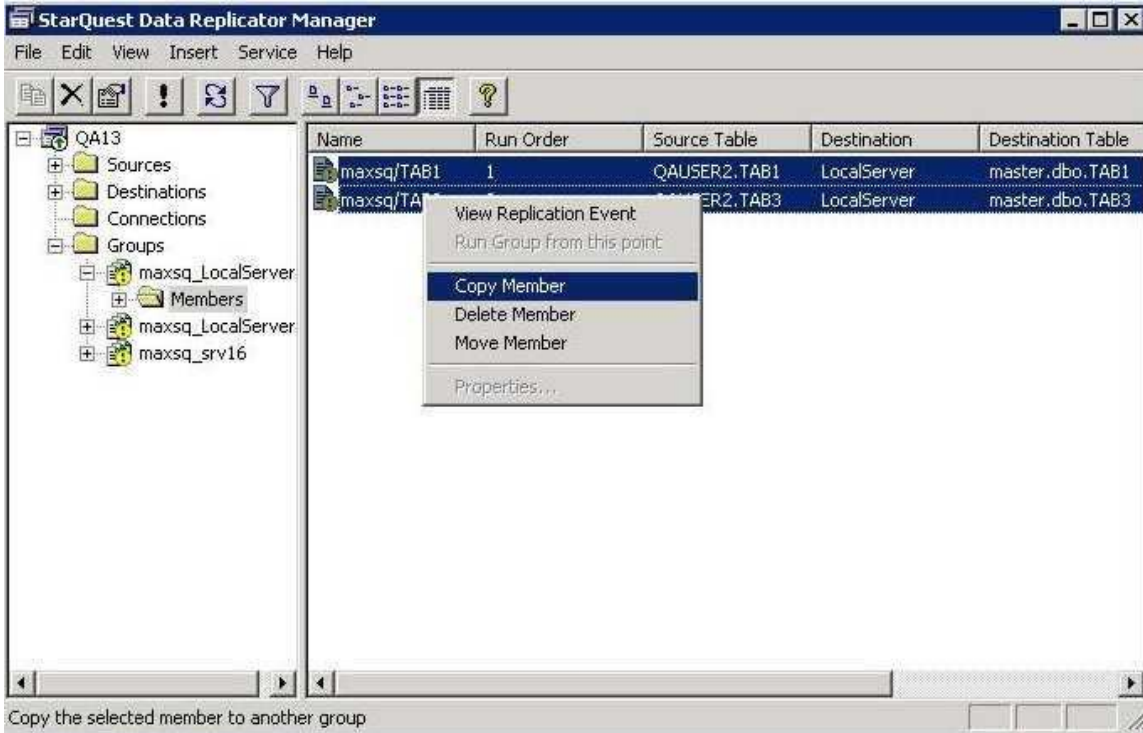 StarQuest Data Replicator Manager
File Edit View Insert Service Help
QA13
Sources
Destinations
Connections
Groups
maxsq_LocalServer
Members
maxsq_LocalServer
maxsq_srv16
Name Run Order Source Table Destination Destination Table
maxsq/TAB1 1 QAUSER2.TAB1 LocalServer master.dbo.TAB1
LocalServer master.dbo.TAB3
View Replication Event
Run Group from this point
Copy Member
Delete Member
Move Member
Properties...
Copy the selected member to another group